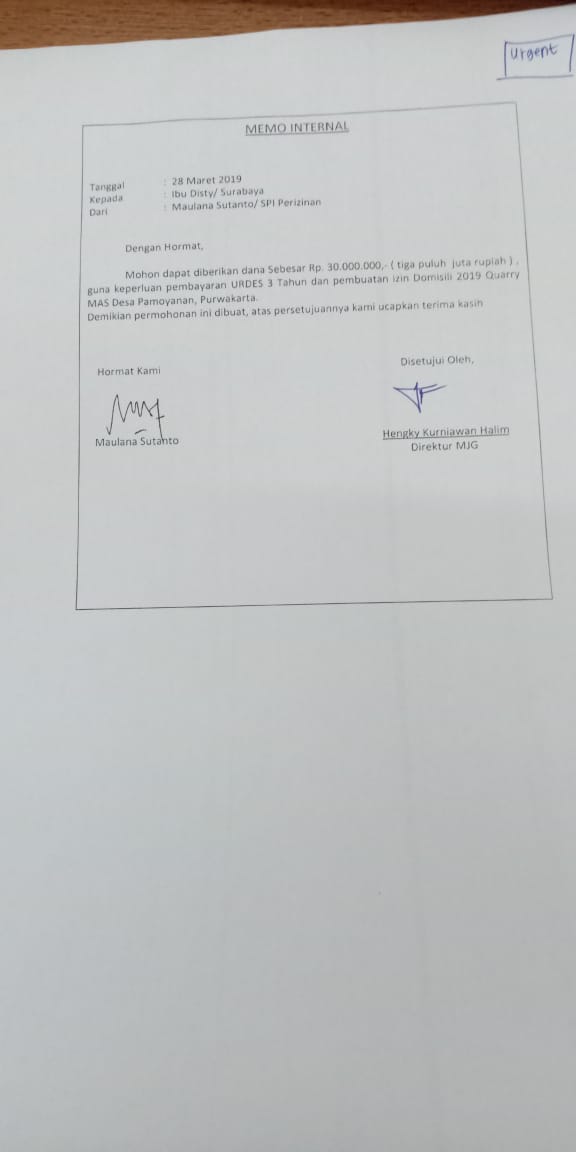 urgent
MEMO INTERNAL
Tanggal : 28 Maret 2019
Kepada : Ibu Disty/ Surabaya
Dari : Maulana Sutanto/ SPI Perizinan
Dengan Hormat,
Mohon dapat diberikan dana Sebesar Rp. 30.000.000,- ( tiga puluh juta rupiah ) ,
guna keperluan pembayaran URDES 3 Tahun dan pembuatan izin Domisili 2019 Quarry
MAS Desa Pamoyanan, Purwakarta.
Demikian permohonan ini dibuat, atas persetujuannya kami ucapkan terima kasih
Hormat Kami
Disetujui Oleh,
Maulana Sutanto
Hengky Kurniawan Halim
Direktur MJG